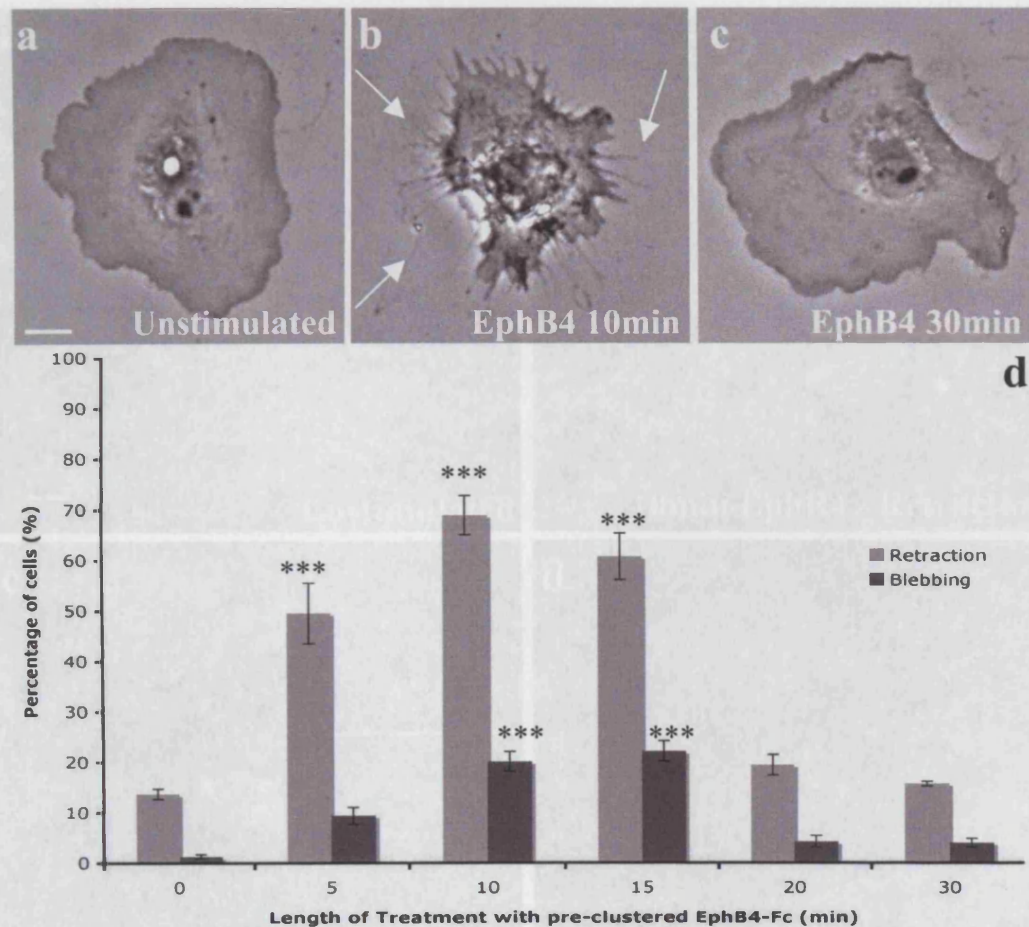 a
b
c
Unstimulated
EphB4 10min
EphB4 30min
d
100
90
80
70
60
50
40
30
20
10
0
Percentage of cells (%)
***
***
***
***
***
Retraction
Blebbing
0 5 10 15 20 30
Length of Treatment with pre-clustered EphB4-Fc (min)